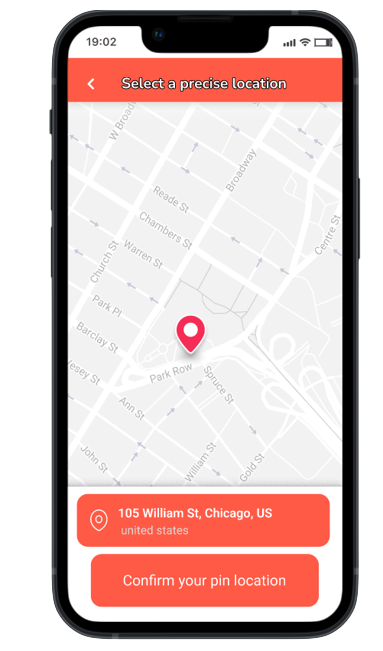 19:02
Select a precise location
W Broadway
Broadway
Reade St
Chambers St
Centre St
Warren St
Church St
Park Pl
Barclay St
Vesey St
Park Row
Spruce St
Ann St
John St
William St
Gold St
105 William St, Chicago, US
united states
Confirm your pin location